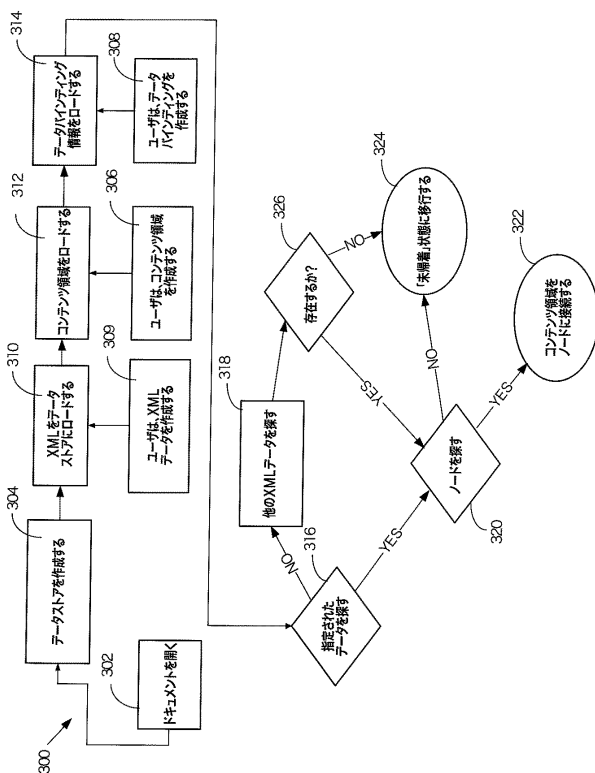 300
302
ドキュメントを開く
304
データストアを作成する
310
XMLをデータ
ストアにロードする
309
ユーザは、XML
データを作成する
312
コンテンツ領域をロードする
306
ユーザは、コンテンツ領域
を作成する
314
データバインディング
情報をロードする
308
ユーザは、データ
バインディングを
作成する
316
指定された
データを探す
NO
YES
318
他のXMLデータを探す
326
存在するか?
NO
YES
320
ノードを探す
NO
YES
324
「未帰着」状態に移行する
322
コンテンツ領域を
ノードに接続する